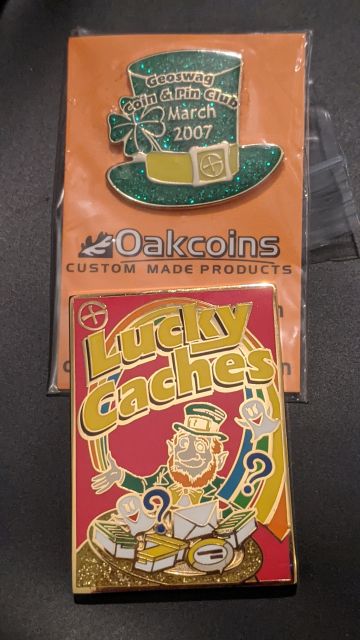 Geoswag
Coin & Pin Club
March
2007
Oakcoins
CUSTOM MADE PRODUCTS
Lucky
Caches
?
?